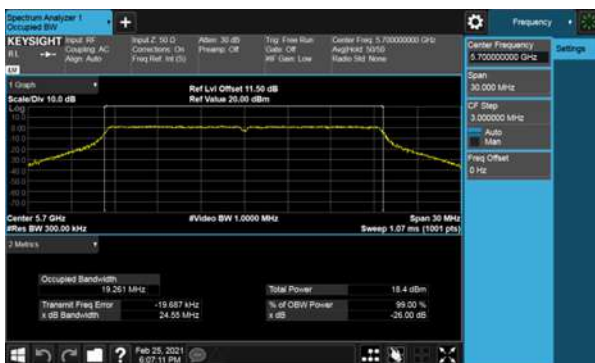 Spectrum Analyzer 1
Occupied BW
+
Frequency
KEYSIGHT
Input: RF
Coupling: AC
Align: Auto
Input Z: 50 Ω
Corrections: On
Freq Ref: Int (S)
Atten: 30 dB
Preamp: Off
Trig: Free Run
Gate: Off
#IF Gain: Low
Center Freq: 5.700000000 GHz
Avg|Hold: 50/50
Radio Std: None
Center Frequency
5.700000000 GHz
Settings
Span
30.000 MHz
CF Step
3.000000 MHz
Auto
Man
Freq Offset
0 Hz
1 Graph
Scale/Div 10.0 dB
Ref Lvl Offset 11.50 dB
Ref Value 20.00 dBm
Log
10.0
0.00
Center 5.7 GHz
#Res BW 300.00 kHz
#Video BW 1.0000 MHz
Span 30 MHz
Sweep 1.07 ms (1001 pts)
2 Metrics
Occupied Bandwidth
19.261 MHz
Total Power 18.4 dBm
Transmit Freq Error -19.687 kHz
% of OBW Power 99.00 %
x dB Bandwidth 24.55 MHz
x dB -26.00 dB
?
Feb 25, 2021
6:07:11 PM